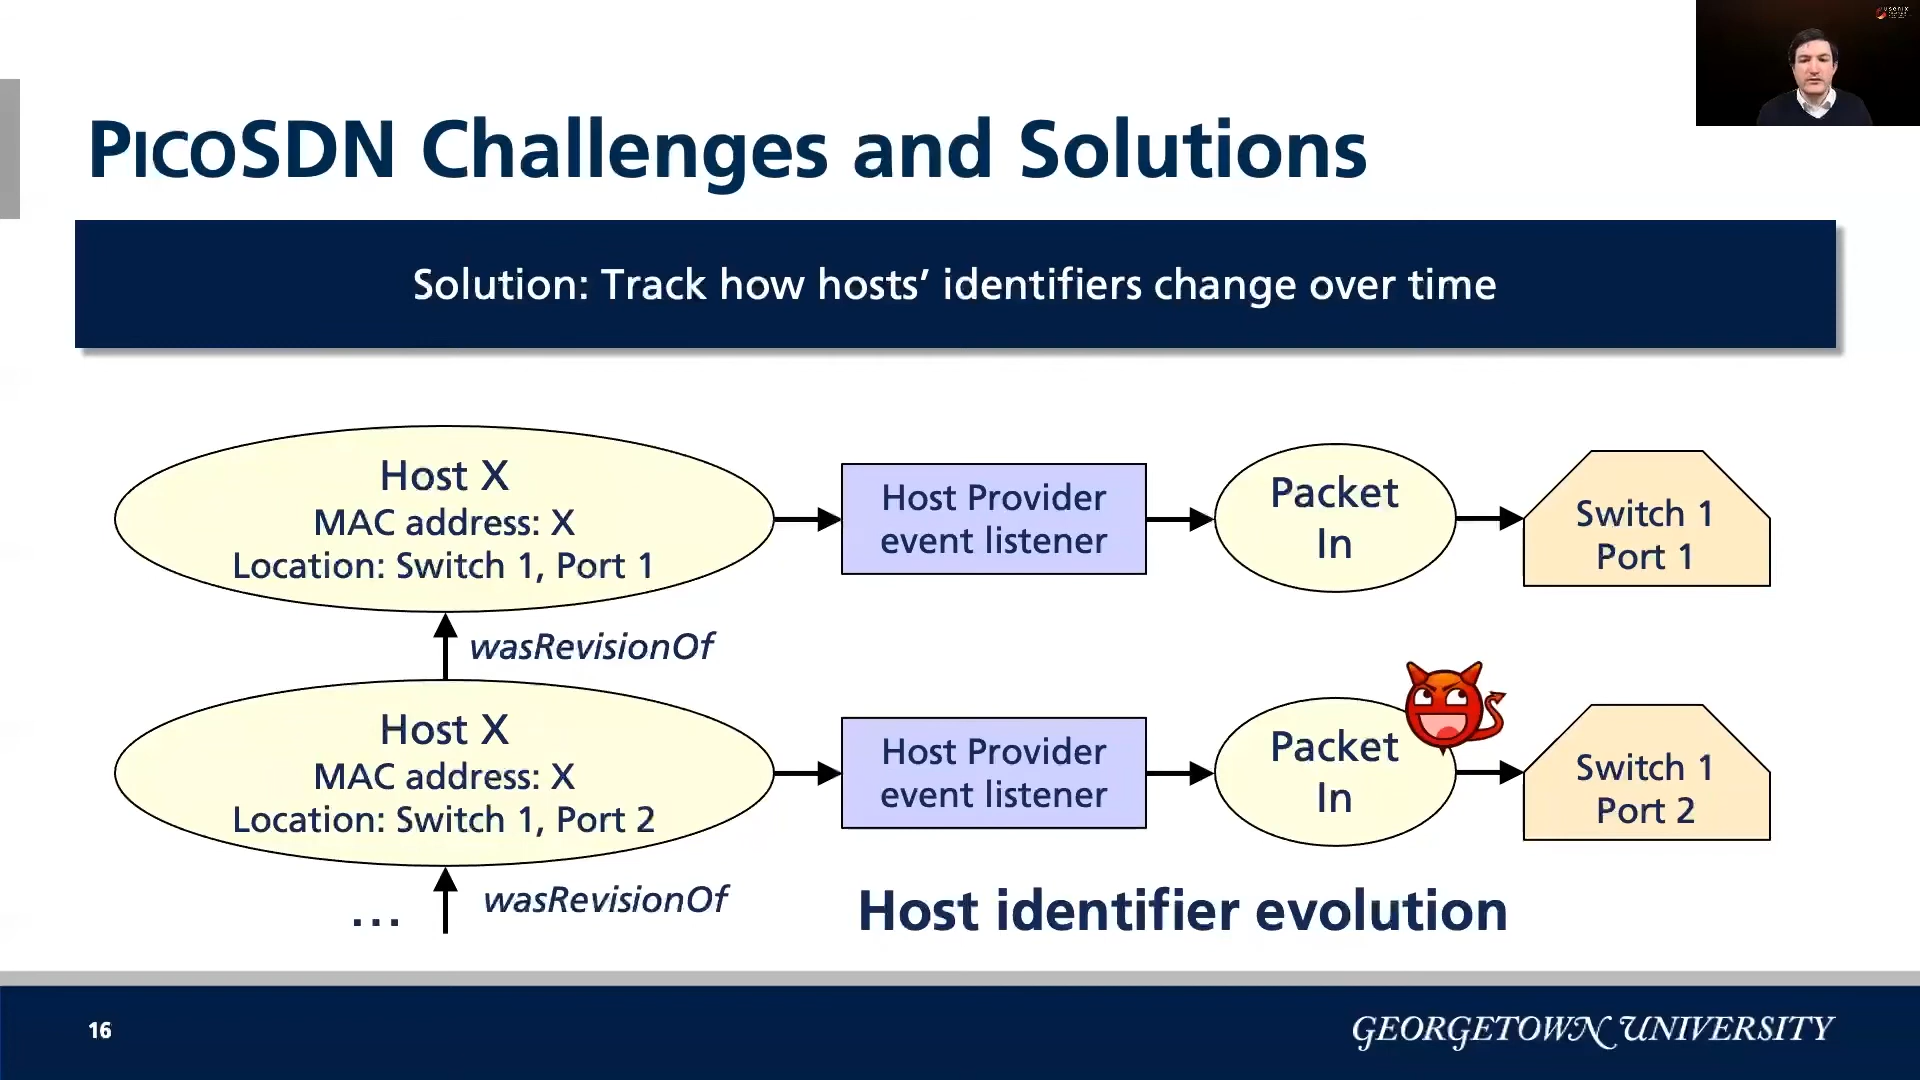 usenix
PICOSDN Challenges and Solutions
Solution: Track how hosts’ identifiers change over time
Host X
MAC address: X
Location: Switch 1, Port 1
Host Provider
event listener
Packet
In
Switch 1
Port 1
wasRevisionOf
Host X
MAC address: X
Location: Switch 1, Port 2
Host Provider
event listener
Packet
In
Switch 1
Port 2
... wasRevisionOf
Host identifier evolution
16
GEORGETOWN UNIVERSITY